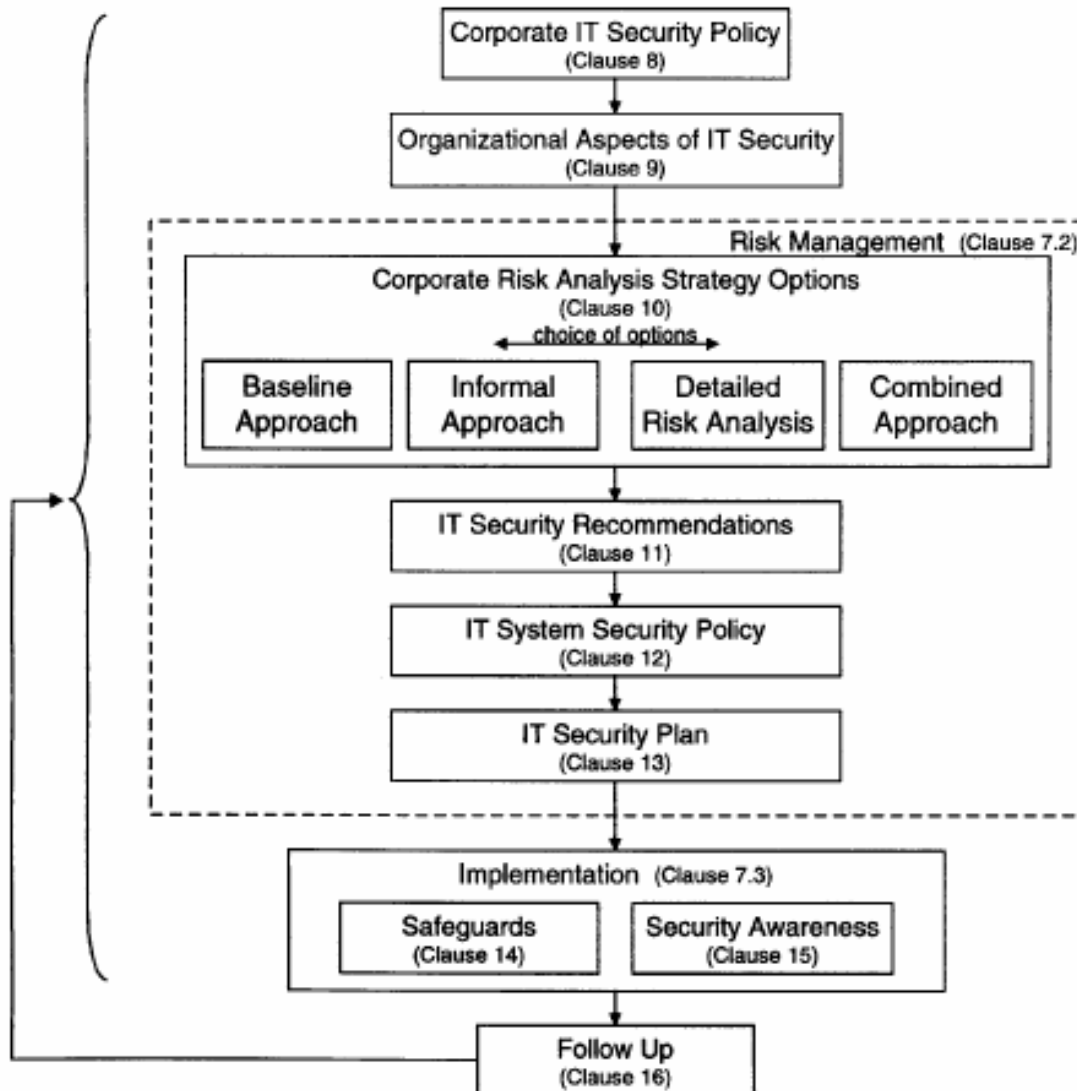 Corporate IT Security Policy
(Clause 8)
Organizational Aspects of IT Security
(Clause 9)
Risk Management (Clause 7.2)
Corporate Risk Analysis Strategy Options
(Clause 10)
choice of options
Baseline
Approach
Informal
Approach
Detailed
Risk Analysis
Combined
Approach
IT Security Recommendations
(Clause 11)
IT System Security Policy
(Clause 12)
IT Security Plan
(Clause 13)
Implementation (Clause 7.3)
Safeguards
(Clause 14)
Security Awareness
(Clause 15)
Follow Up
(Clause 16)